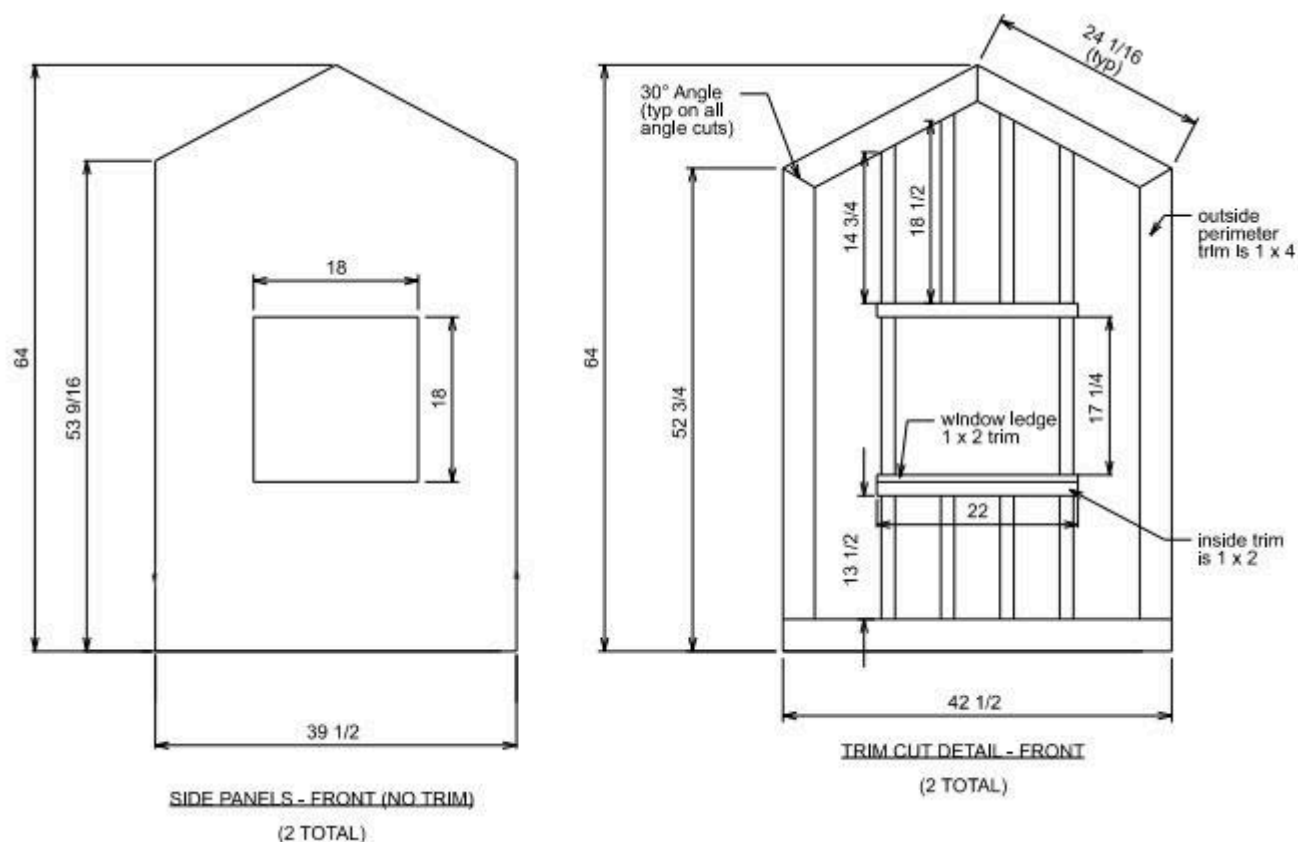 64
53 9/16
18
18
39 1/2
SIDE PANELS - FRONT (NO TRIM)
(2 TOTAL)
24 1/16
(typ)
30° Angle
(typ on all
angle cuts)
64
52 3/4
14 3/4
18 1/2
outside
perimeter
trim is 1 x 4
17 1/4
window ledge
1 x 2 trim
22
13 1/2
inside trim
is 1 x 2
42 1/2
TRIM CUT DETAIL - FRONT
(2 TOTAL)